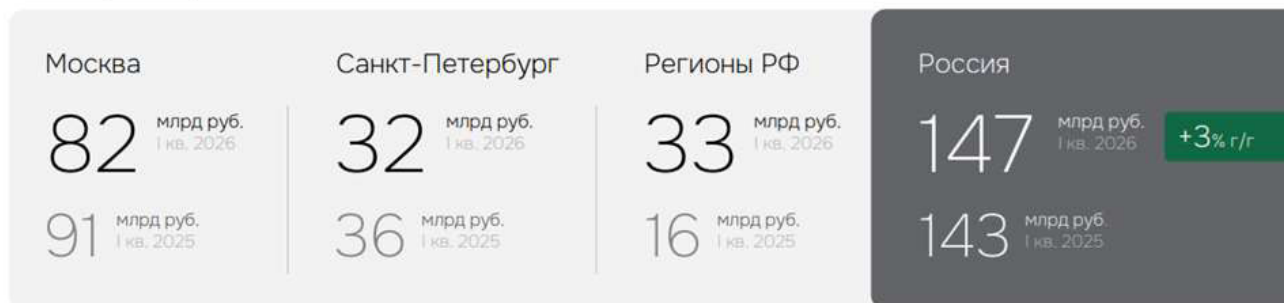 Москва
82 млрд руб.
I кв. 2026
91 млрд руб.
I кв. 2025
Санкт-Петербург
32 млрд руб.
I кв. 2026
36 млрд руб.
I кв. 2025
Регионы РФ
33 млрд руб.
I кв. 2026
16 млрд руб.
I кв. 2025
Россия
147 млрд руб.
I кв. 2026
+3% г/г
143 млрд руб.
I кв. 2025